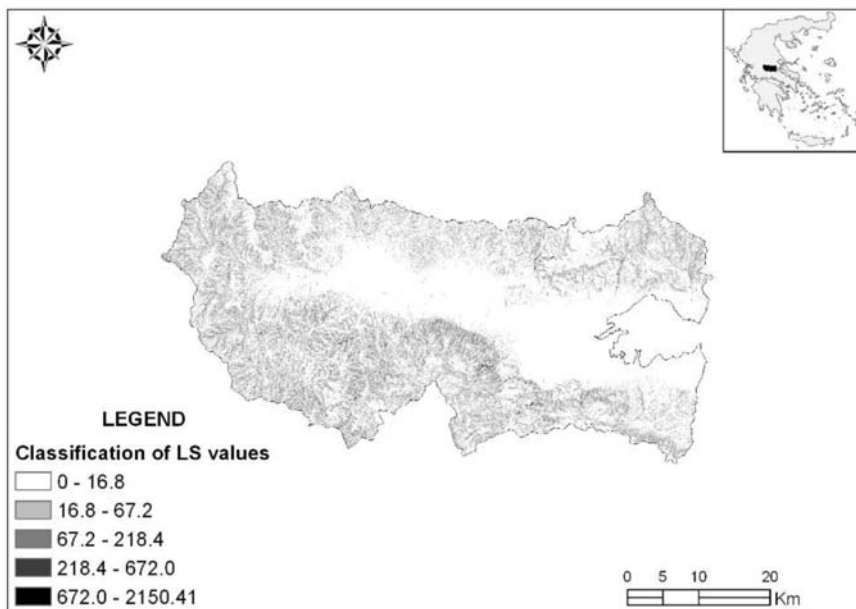 LEGEND
Classification of LS values
0 - 16.8
16.8 - 67.2
67.2 - 218.4
218.4 - 672.0
672.0 - 2150.41
0 5 10 20
Km